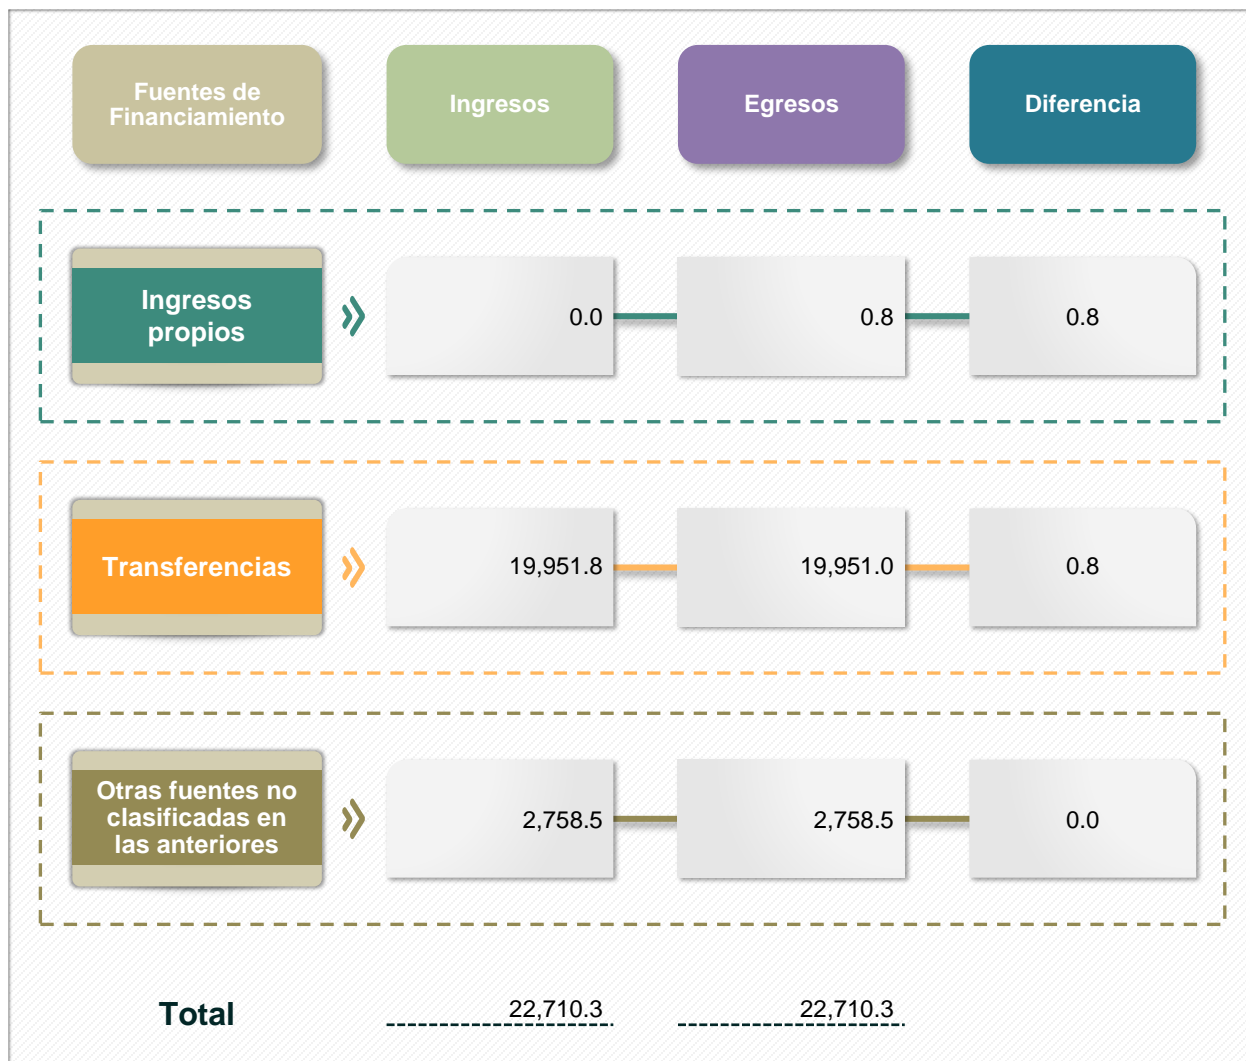 Fuentes de
Financiamiento
Ingresos
Egresos
Diferencia
Ingresos
propios
0.0
0.8
0.8
Transferencias
19,951.8
19,951.0
0.8
Otras fuentes no
clasificadas en
las anteriores
2,758.5
2,758.5
0.0
Total
22,710.3
22,710.3